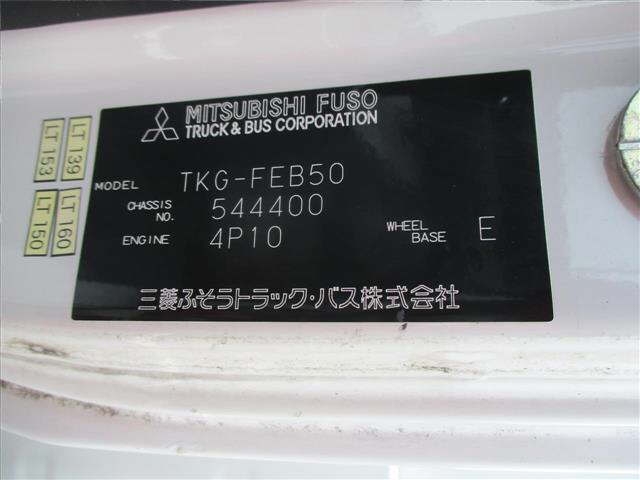 MITSUBISHI FUSO
TRUCK & BUS CORPORATION
LT 153
LT 139
LT 150
LT 160
MODEL TKG-FEB50
CHASSIS NO. 544400
ENGINE 4P10
WHEEL BASE E
三菱ふそうトラック・バス株式会社